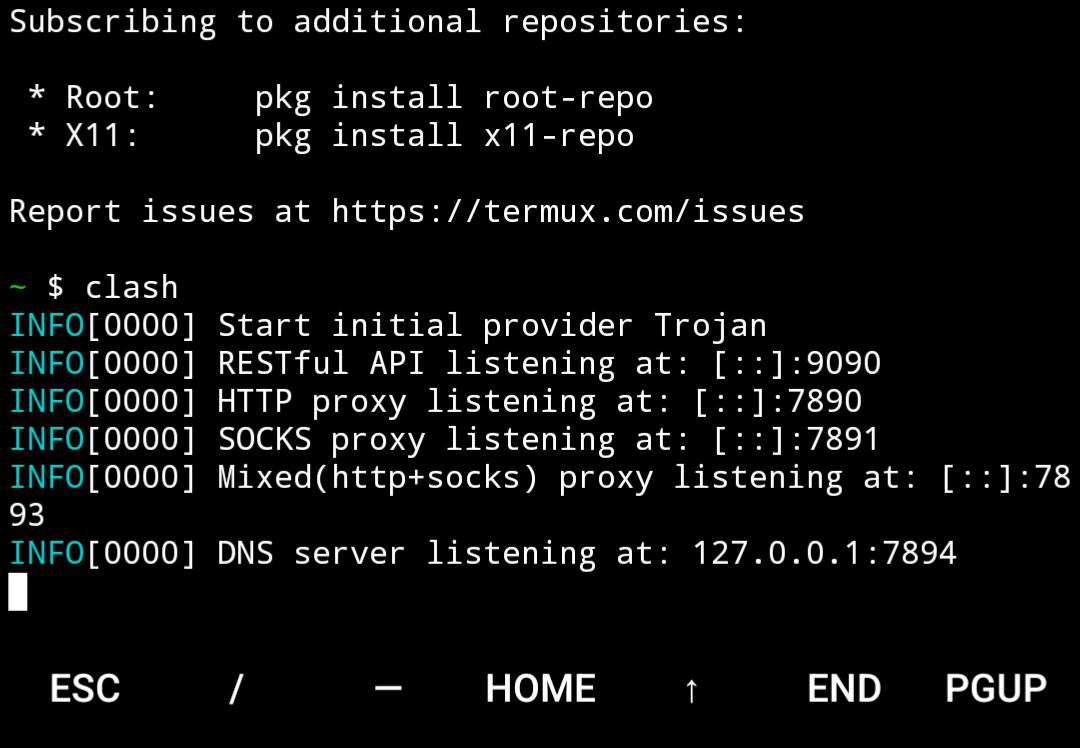 Subscribing to additional repositories:
* Root:     pkg install root-repo
* X11:      pkg install x11-repo
Report issues at https://termux.com/issues
~ $ clash
INFO[0000] Start initial provider Trojan
INFO[0000] RESTful API listening at: [::]:9090
INFO[0000] HTTP proxy listening at: [::]:7890
INFO[0000] SOCKS proxy listening at: [::]:7891
INFO[0000] Mixed(http+socks) proxy listening at: [::]:78
93
INFO[0000] DNS server listening at: 127.0.0.1:7894
ESC / — HOME ↑ END PGUP